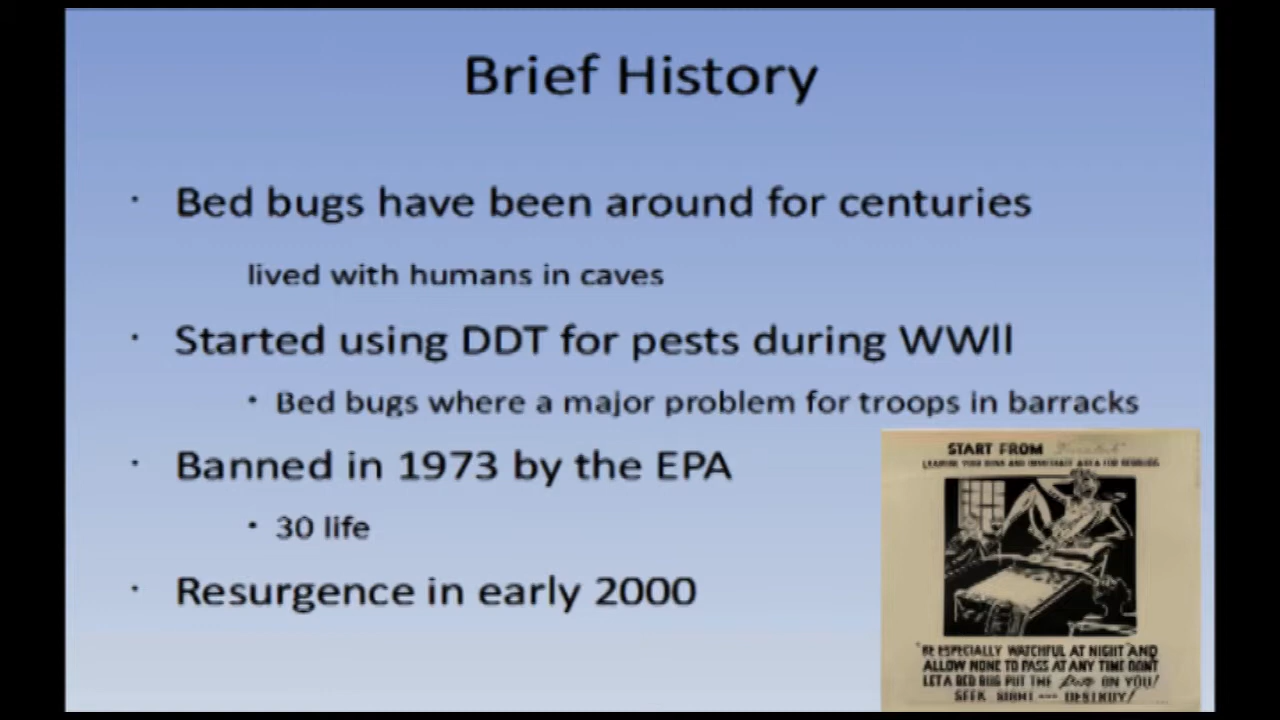 Brief History
· Bed bugs have been around for centuries
lived with humans in caves
· Started using DDT for pests during WWll
• Bed bugs where a major problem for troops in barracks
· Banned in 1973 by the EPA
• 30 life
· Resurgence in early 2000
START FROM
"BE ESPECIALLY WATCHFUL AT NIGHT AND
ALLOW NONE TO PASS AT ANY TIME DON'T
LET A BED BUG PUT THE ON YOU!
SEEK DESTROY!